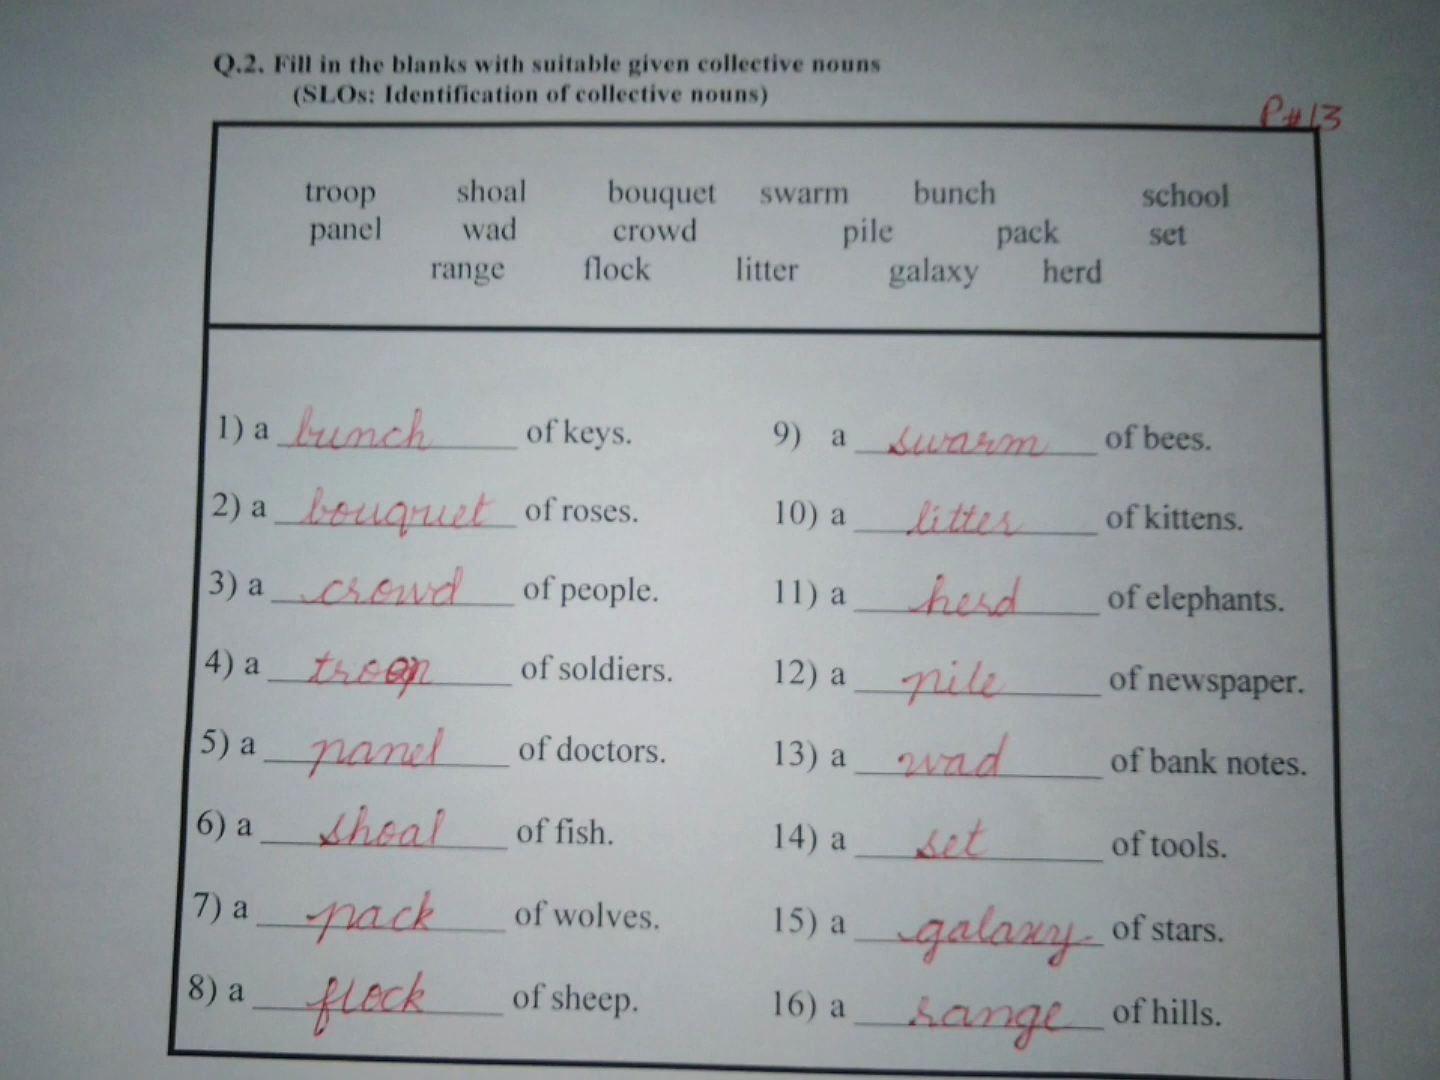 Q.2. Fill in the blanks with suitable given collective nouns
(SLOs: Identification of collective nouns)
P#13
troop shoal bouquet swarm bunch school
panel wad crowd pile pack set
range flock litter galaxy herd
1) a bunch of keys.
2) a bouquet of roses.
3) a crowd of people.
4) a troop of soldiers.
5) a panel of doctors.
6) a shoal of fish.
7) a pack of wolves.
8) a flock of sheep.
9) a swarm of bees.
10) a litter of kittens.
11) a herd of elephants.
12) a pile of newspaper.
13) a wad of bank notes.
14) a set of tools.
15) a galaxy of stars.
16) a range of hills.